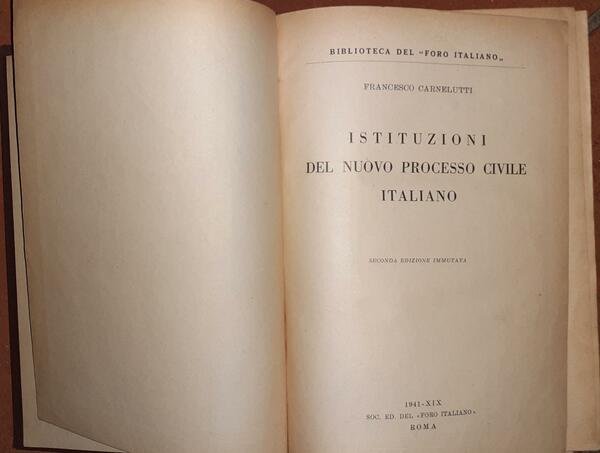 BIBLIOTECA DEL "FORO ITALIANO„
FRANCESCO CARNELUTTI
ISTITUZIONI
DEL NUOVO PROCESSO CIVILE
ITALIANO
SECONDA EDIZIONE IMMUTATA
1941-XIX
SOC. ED. DEL «FORO ITALIANO»
ROMA